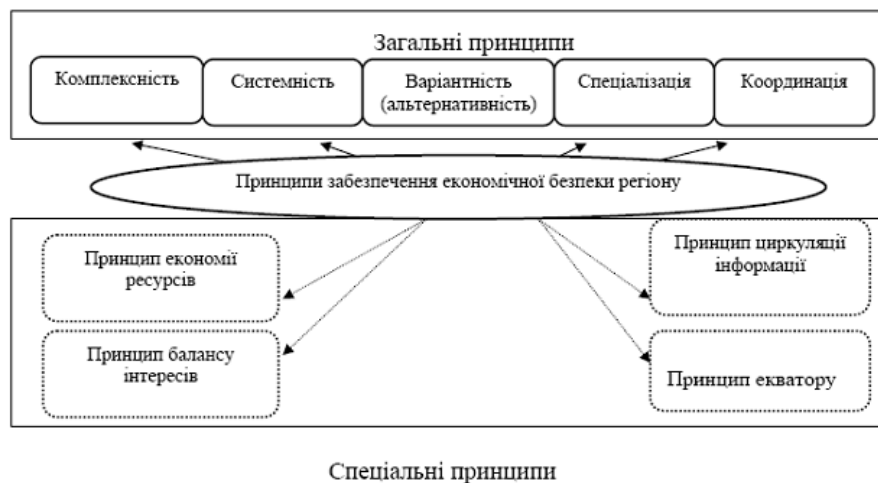 Загальні принципи
Комплексність
Системність
Варіантність
(альтернативність)
Спеціалізація
Координація
Принципи забезпечення економічної безпеки регіону
Принцип економії
ресурсів
Принцип циркуляції
інформації
Принцип балансу
інтересів
Принцип екватору
Спеціальні принципи